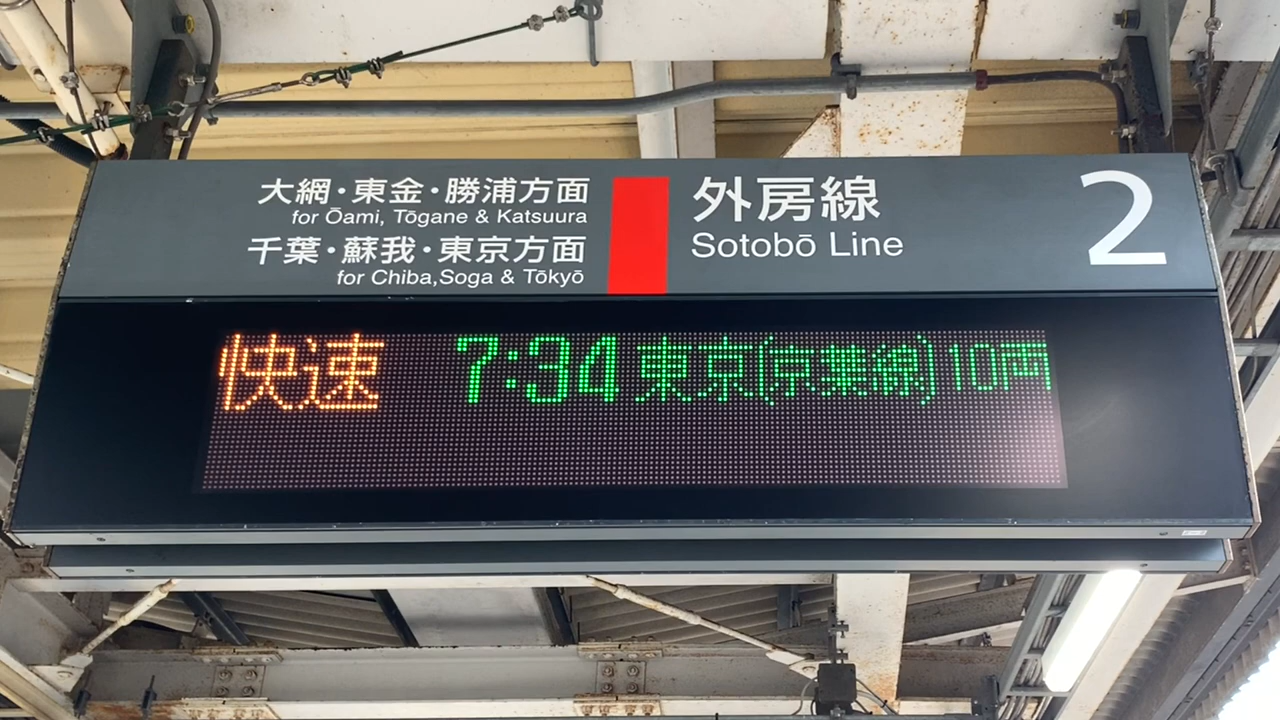 大網・東金・勝浦方面
for Ōami, Tōgane & Katsuura
千葉・蘇我・東京方面
for Chiba,Soga & Tōkyō
外房線
Sotobō Line
2
快速 7:34 東京(京葉線) 10両